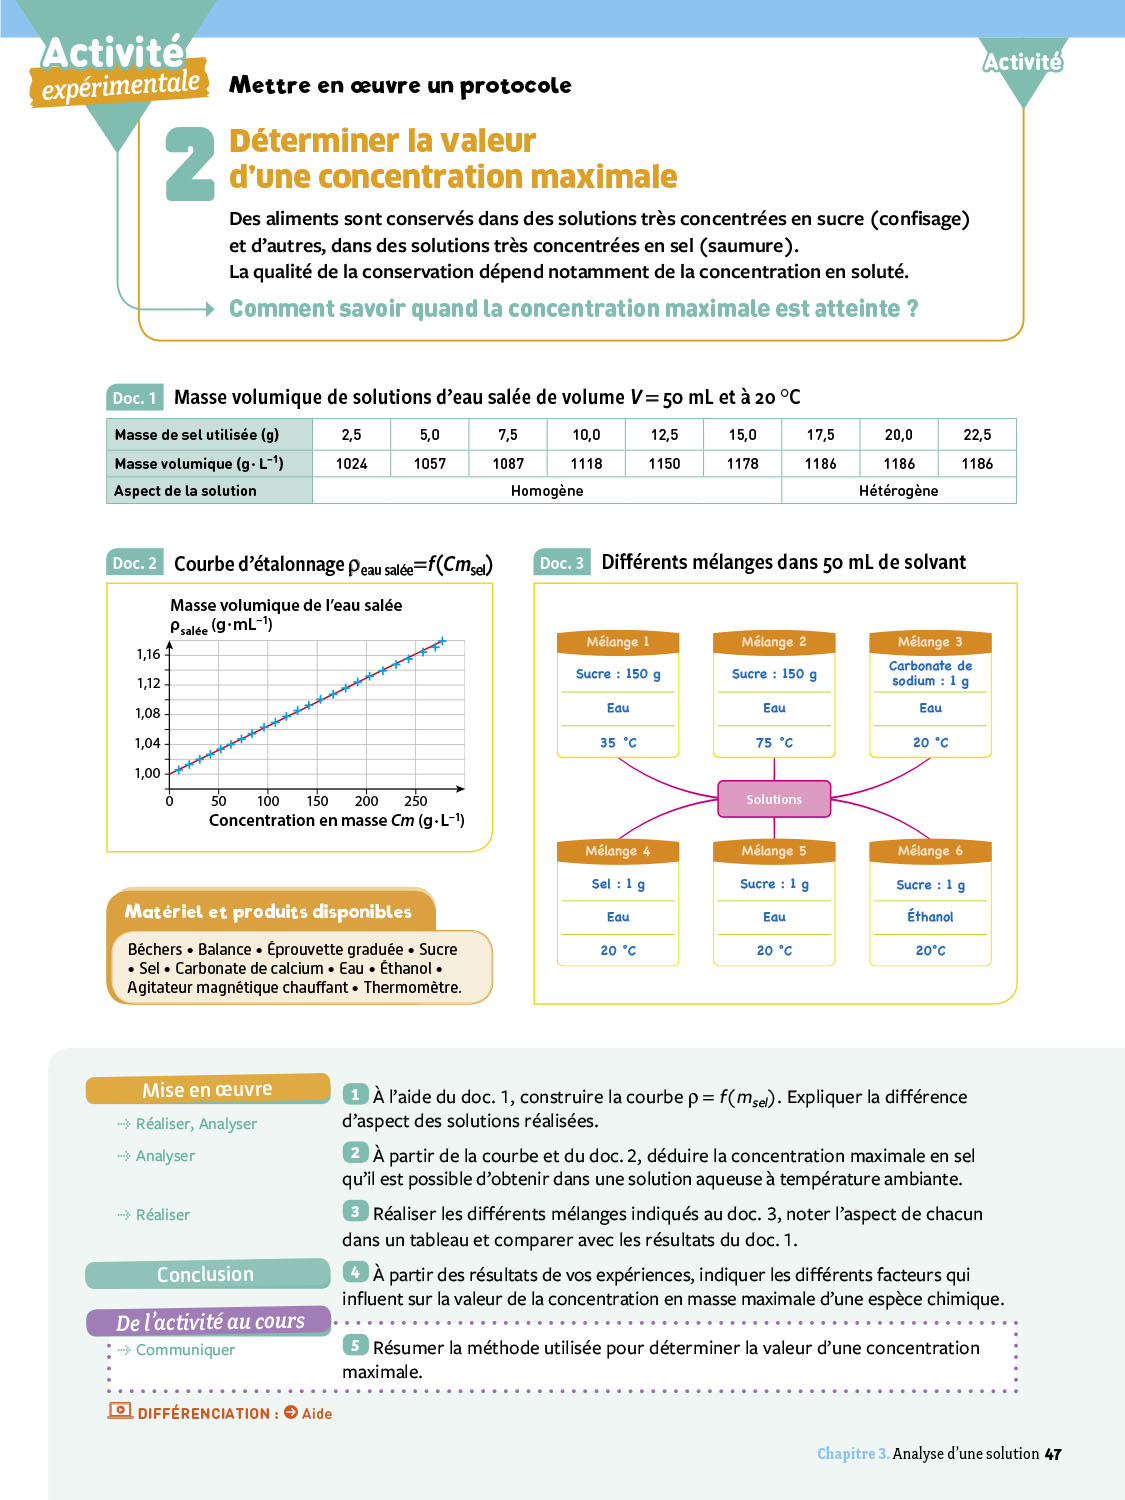 Activité
expérimentale
Mettre en œuvre un protocole
Activité
2
Déterminer la valeur
d'une concentration maximale
Des aliments sont conservés dans des solutions très concentrées en sucre (confisage)
et d'autres, dans des solutions très concentrées en sel (saumure).
La qualité de la conservation dépend notamment de la concentration en soluté.
Comment savoir quand la concentration maximale est atteinte ?
Doc. 1 Masse volumique de solutions d'eau salée de volume V = 50 mL et à 20 °C
Masse de sel utilisée (g) 2,5 5,0 7,5 10,0 12,5 15,0 17,5 20,0 22,5
Masse volumique (g·L⁻¹) 1024 1057 1087 1118 1150 1178 1186 1186 1186
Aspect de la solution Homogène Hétérogène
Doc. 2 Courbe d'étalonnage ρeau salée=f(Cmsel)
Masse volumique de l'eau salée
ρsalée (g·mL⁻¹)
1,16
1,12
1,08
1,04
1,00
0 50 100 150 200 250
Concentration en masse Cm (g·L⁻¹)
Doc. 3 Différents mélanges dans 50 mL de solvant
Mélange 1 Mélange 2 Mélange 3
Sucre : 150 g Sucre : 150 g Carbonate de
sodium : 1 g
Eau Eau Eau
35 °C 75 °C 20 °C
Solutions
Mélange 4 Mélange 5 Mélange 6
Sel : 1 g Sucre : 1 g Sucre : 1 g
Eau Eau Éthanol
20 °C 20 °C 20°C
Matériel et produits disponibles
Béchers • Balance • Éprouvette graduée • Sucre
• Sel • Carbonate de calcium • Eau • Éthanol •
Agitateur magnétique chauffant • Thermomètre.
Mise en œuvre
Réaliser, Analyser
1 À l'aide du doc. 1, construire la courbe ρ = f(msel). Expliquer la différence
d'aspect des solutions réalisées.
Analyser
2 À partir de la courbe et du doc. 2, déduire la concentration maximale en sel
qu'il est possible d'obtenir dans une solution aqueuse à température ambiante.
Réaliser
3 Réaliser les différents mélanges indiqués au doc. 3, noter l'aspect de chacun
dans un tableau et comparer avec les résultats du doc. 1.
Conclusion
4 À partir des résultats de vos expériences, indiquer les différents facteurs qui
influent sur la valeur de la concentration en masse maximale d'une espèce chimique.
De l'activité au cours
Communiquer
5 Résumer la méthode utilisée pour déterminer la valeur d'une concentration
maximale.
DIFFÉRENCIATION : Aide
Chapitre 3. Analyse d'une solution 47